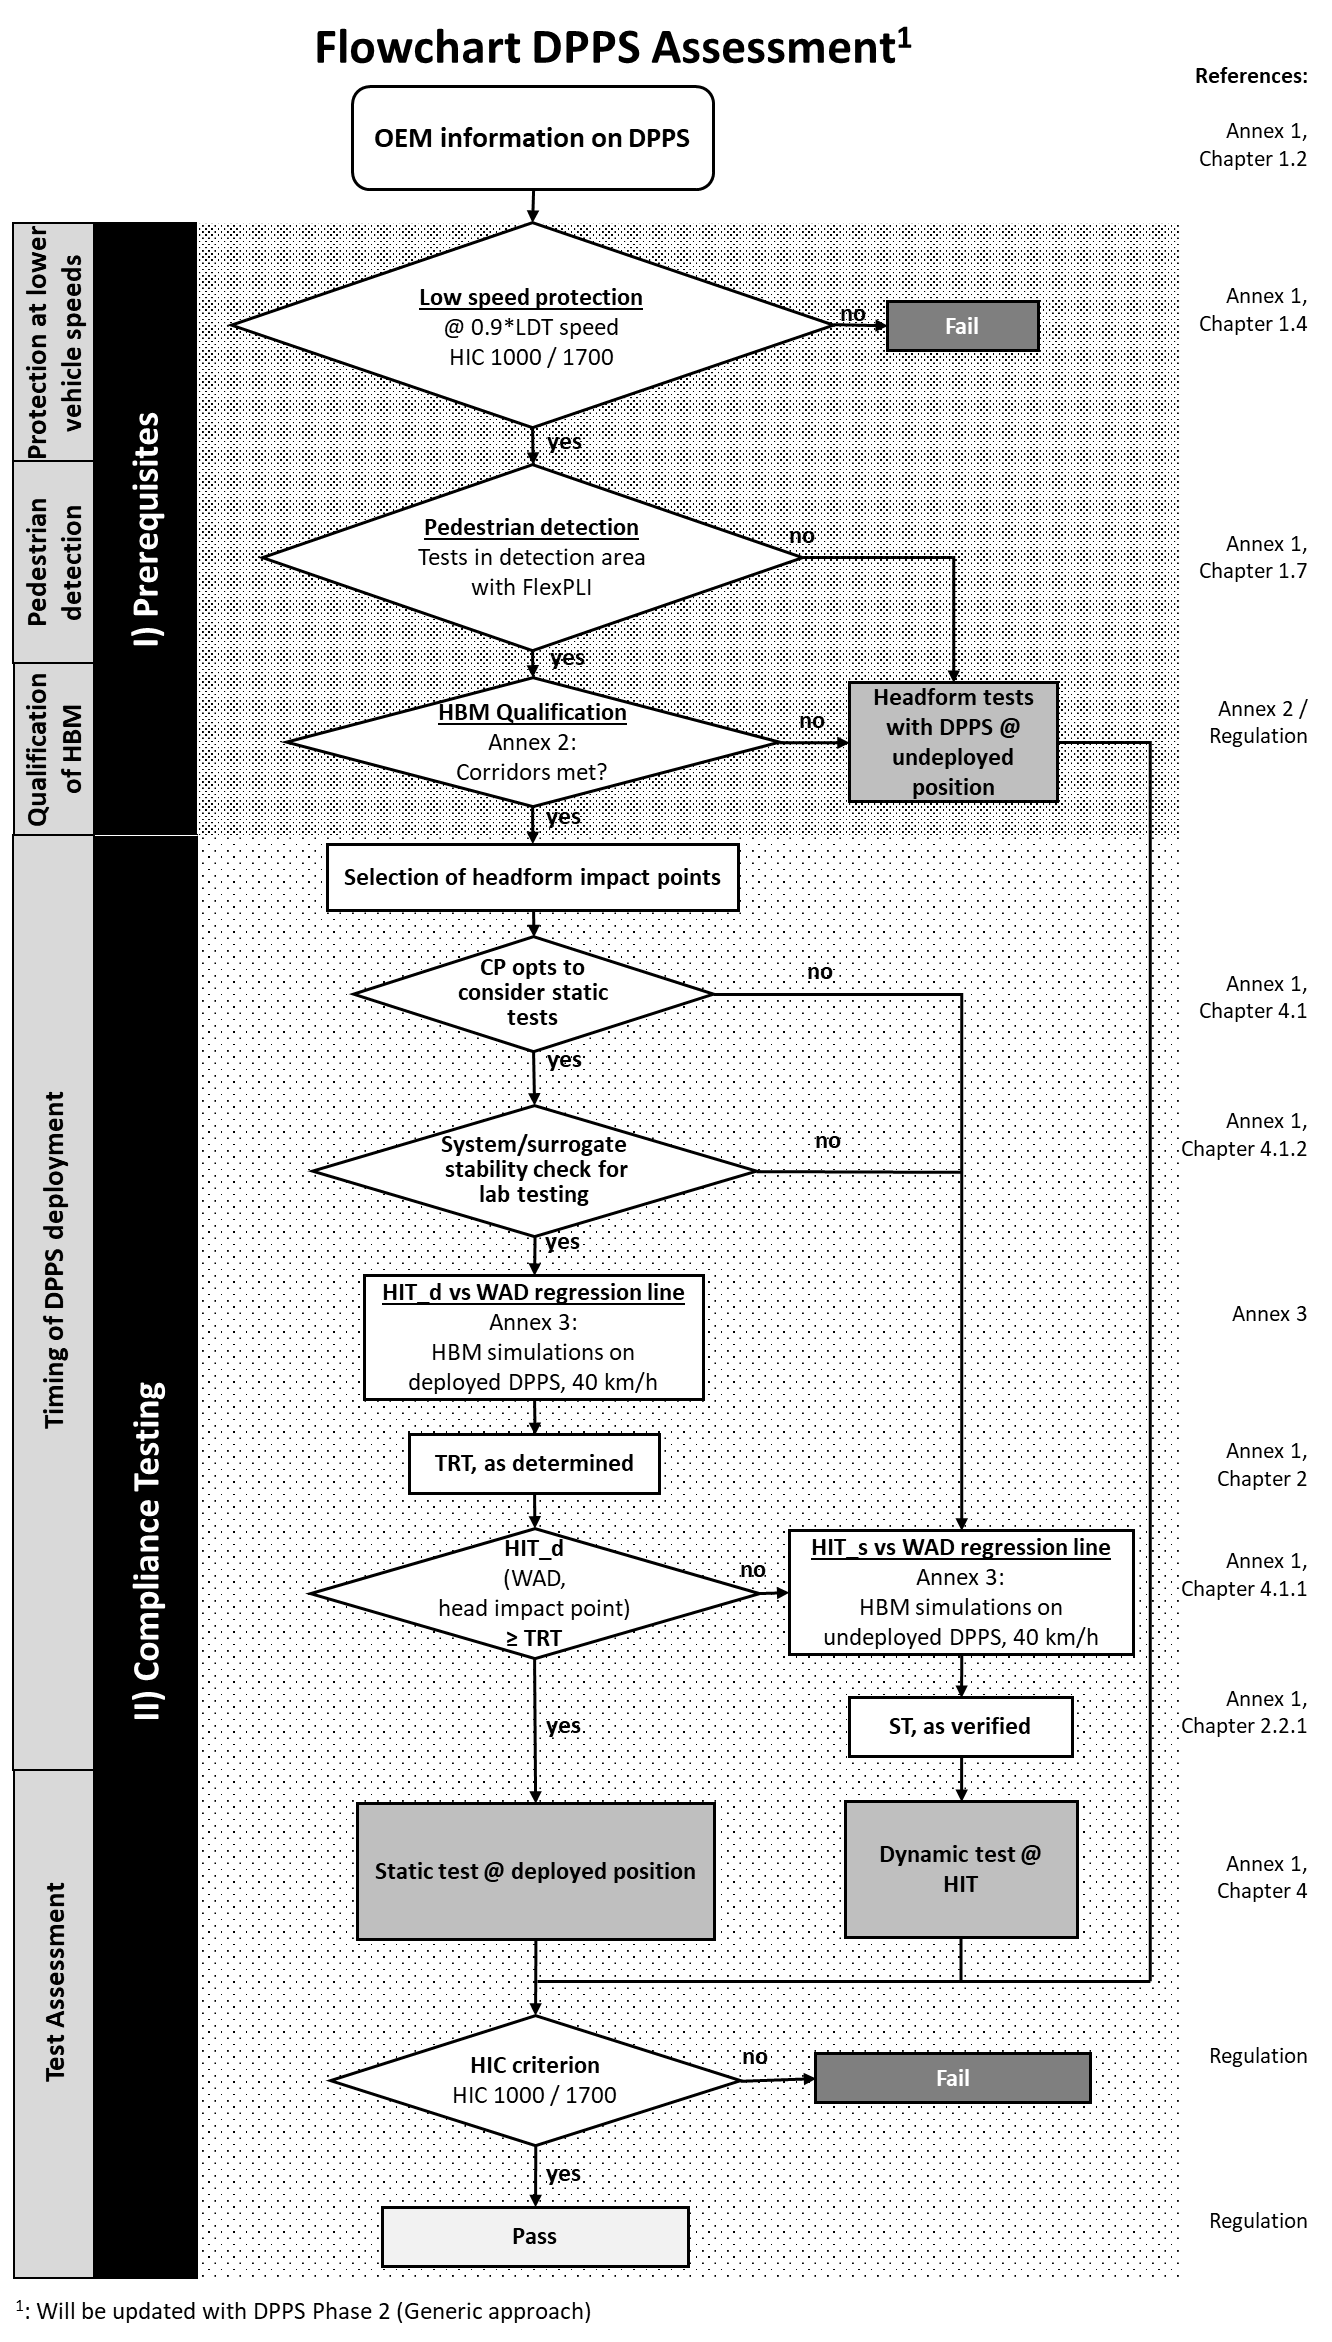 Flowchart DPPS Assessment¹
References:
OEM information on DPPS
Annex 1,
Chapter 1.2
Protection at lower
vehicle speeds
I) Prerequisites
Low speed protection
@ 0.9*LDT speed
HIC 1000 / 1700
no
Fail
Annex 1,
Chapter 1.4
yes
Pedestrian
detection
Pedestrian detection
Tests in detection area
with FlexPLI
no
Annex 1,
Chapter 1.7
yes
Qualification
of HBM
HBM Qualification
Annex 2:
Corridors met?
no
Headform tests
with DPPS @
undeployed
position
Annex 2 /
Regulation
yes
Timing of DPPS deployment
II) Compliance Testing
Selection of headform impact points
CP opts to
consider static
tests
no
Annex 1,
Chapter 4.1
yes
System/surrogate
stability check for
lab testing
no
Annex 1,
Chapter 4.1.2
yes
HIT_d vs WAD regression line
Annex 3:
HBM simulations on
deployed DPPS, 40 km/h
Annex 3
TRT, as determined
Annex 1,
Chapter 2
HIT_d
(WAD,
head impact point)
≥ TRT
no
HIT_s vs WAD regression line
Annex 3:
HBM simulations on
undeployed DPPS, 40 km/h
Annex 1,
Chapter 4.1.1
yes
ST, as verified
Annex 1,
Chapter 2.2.1
Test Assessment
Static test @ deployed position
Dynamic test @
HIT
Annex 1,
Chapter 4
HIC criterion
HIC 1000 / 1700
no
Fail
Regulation
yes
Pass
Regulation
¹: Will be updated with DPPS Phase 2 (Generic approach)